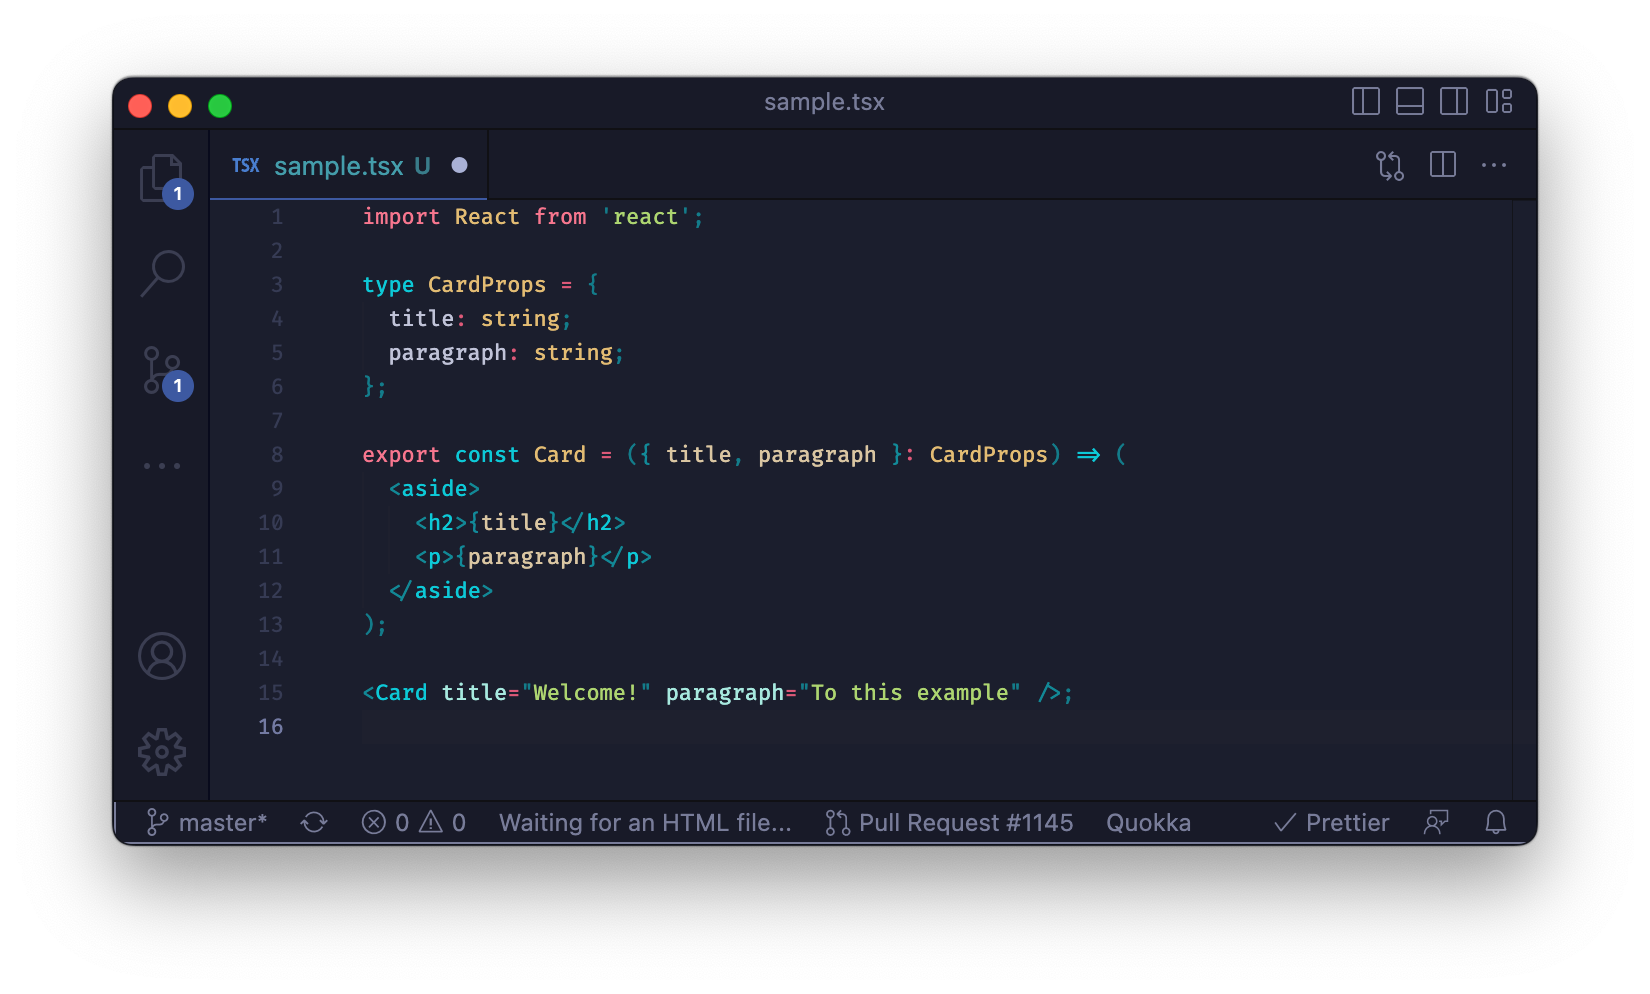 sample.tsx
TSX sample.tsx U
1
1
1 import React from 'react';
2
3 type CardProps = {
4   title: string;
5   paragraph: string;
6 };
7
8 export const Card = ({ title, paragraph }: CardProps) => (
9   <aside>
10     <h2>{title}</h2>
11     <p>{paragraph}</p>
12   </aside>
13 );
14
15 <Card title="Welcome!" paragraph="To this example" />;
16
master* 0 0 Waiting for an HTML file... Pull Request #1145 Quokka Prettier